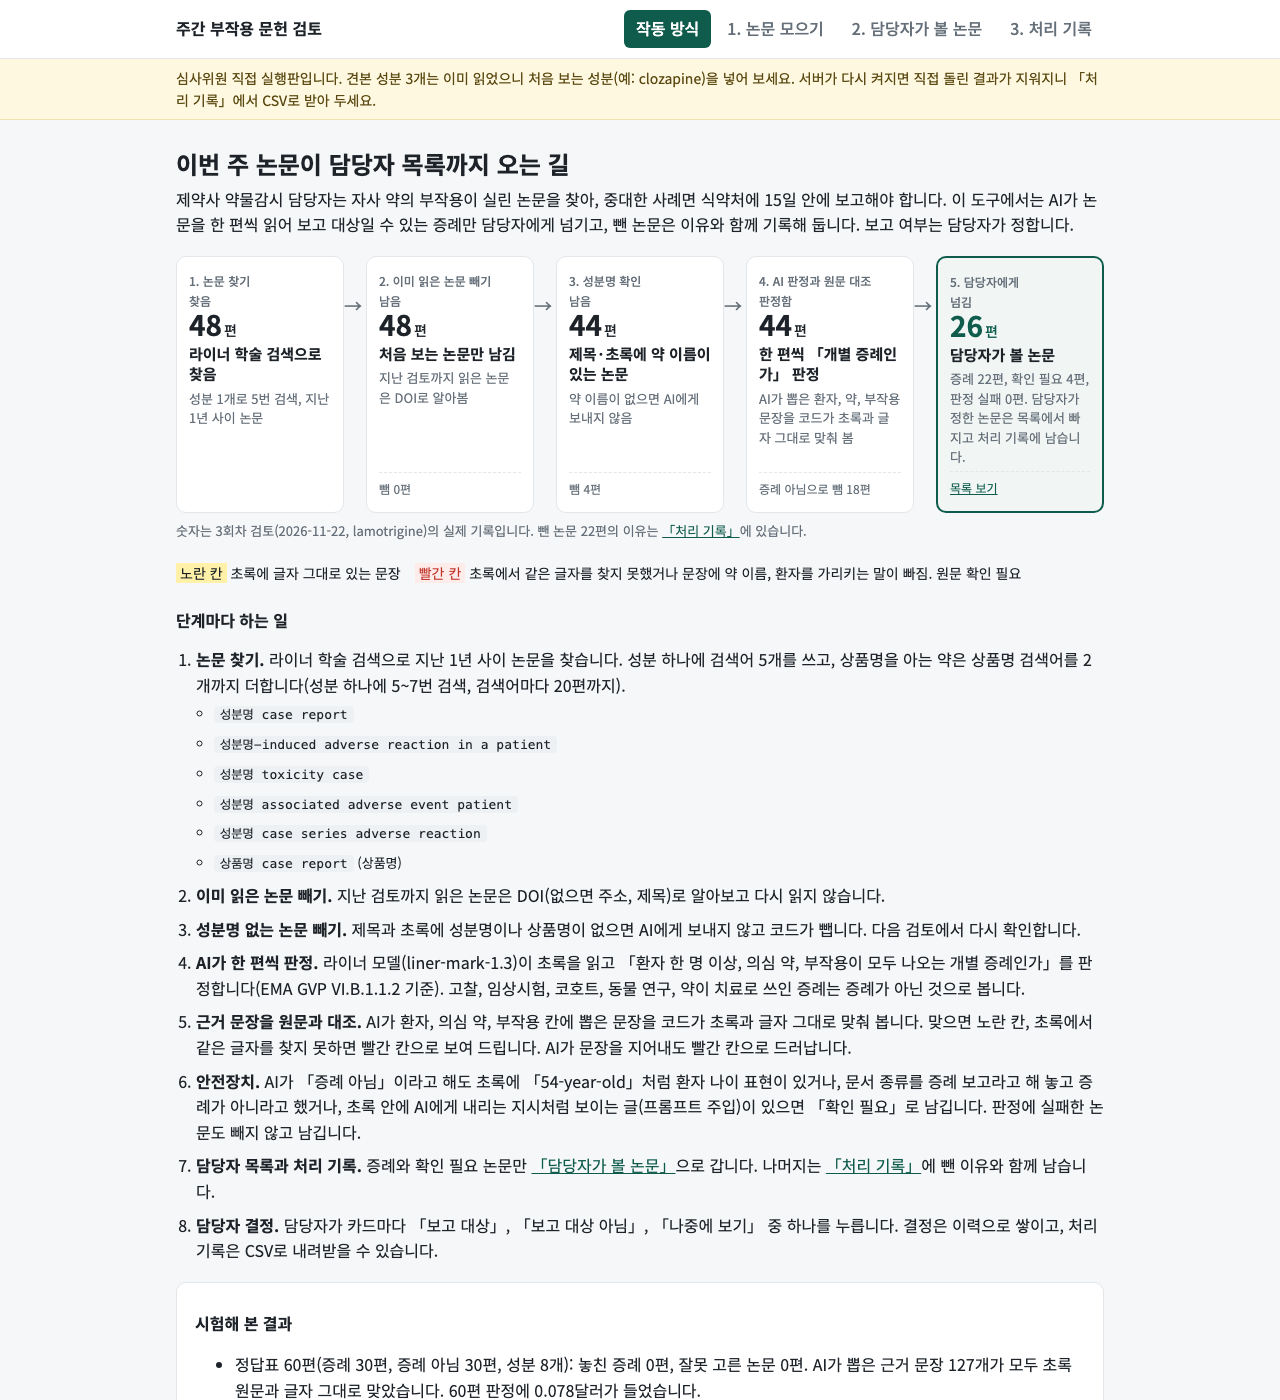 주간 부작용 문헌 검토
작동 방식
1. 논문 모으기
2. 담당자가 볼 논문
3. 처리 기록
심사위원 직접 실행판입니다. 견본 성분 3개는 이미 읽었으니 처음 보는 성분(예: clozapine)을 넣어 보세요. 서버가 다시 켜지면 직접 돌린 결과가 지워지니 「처
리 기록」에서 CSV로 받아 두세요.
이번 주 논문이 담당자 목록까지 오는 길
제약사 약물감시 담당자는 자사 약의 부작용이 실린 논문을 찾아, 중대한 사례면 식약처에 15일 안에 보고해야 합니다. 이 도구에서는 AI가 논
문을 한 편씩 읽어 보고 대상일 수 있는 증례만 담당자에게 넘기고, 뺀 논문은 이유와 함께 기록해 둡니다. 보고 여부는 담당자가 정합니다.
1. 논문 찾기
찾음
48 편
라이너 학술 검색으로
찾음
성분 1개로 5번 검색, 지난
1년 사이 논문
→
2. 이미 읽은 논문 빼기
남음
48 편
처음 보는 논문만 남김
지난 검토까지 읽은 논문
은 DOI로 알아봄
뺌 0편
→
3. 성분명 확인
남음
44 편
제목·초록에 약 이름이
있는 논문
약 이름이 없으면 AI에게
보내지 않음
뺌 4편
→
4. AI 판정과 원문 대조
판정함
44 편
한 편씩 「개별 증례인
가」 판정
AI가 뽑은 환자, 약, 부작용
문장을 코드가 초록과 글
자 그대로 맞춰 봄
증례 아님으로 뺌 18편
→
5. 담당자에게
넘김
26 편
담당자가 볼 논문
증례 22편, 확인 필요 4편,
판정 실패 0편. 담당자가
정한 논문은 목록에서 빠
지고 처리 기록에 남습니
다.
목록 보기
숫자는 3회차 검토(2026-11-22, lamotrigine)의 실제 기록입니다. 뺀 논문 22편의 이유는 「처리 기록」에 있습니다.
노란 칸 초록에 글자 그대로 있는 문장 빨간 칸 초록에서 같은 글자를 찾지 못했거나 문장에 약 이름, 환자를 가리키는 말이 빠짐. 원문 확인 필요
단계마다 하는 일
1. 논문 찾기. 라이너 학술 검색으로 지난 1년 사이 논문을 찾습니다. 성분 하나에 검색어 5개를 쓰고, 상품명을 아는 약은 상품명 검색어를 2
개까지 더합니다(성분 하나에 5~7번 검색, 검색어마다 20편까지).
성분명 case report
성분명-induced adverse reaction in a patient
성분명 toxicity case
성분명 associated adverse event patient
성분명 case series adverse reaction
상품명 case report (상품명)
2. 이미 읽은 논문 빼기. 지난 검토까지 읽은 논문은 DOI(없으면 주소, 제목)로 알아보고 다시 읽지 않습니다.
3. 성분명 없는 논문 빼기. 제목과 초록에 성분명이나 상품명이 없으면 AI에게 보내지 않고 코드가 뺍니다. 다음 검토에서 다시 확인합니다.
4. AI가 한 편씩 판정. 라이너 모델(liner-mark-1.3)이 초록을 읽고 「환자 한 명 이상, 의심 약, 부작용이 모두 나오는 개별 증례인가」를 판
정합니다(EMA GVP VI.B.1.1.2 기준). 고찰, 임상시험, 코호트, 동물 연구, 약이 치료로 쓰인 증례는 증례가 아닌 것으로 봅니다.
5. 근거 문장을 원문과 대조. AI가 환자, 의심 약, 부작용 칸에 뽑은 문장을 코드가 초록과 글자 그대로 맞춰 봅니다. 맞으면 노란 칸, 초록에서
같은 글자를 찾지 못하면 빨간 칸으로 보여 드립니다. AI가 문장을 지어내도 빨간 칸으로 드러납니다.
6. 안전장치. AI가 「증례 아님」이라고 해도 초록에 「54-year-old」처럼 환자 나이 표현이 있거나, 문서 종류를 증례 보고라고 해 놓고 증
례가 아니라고 했거나, 초록 안에 AI에게 내리는 지시처럼 보이는 글(프롬프트 주입)이 있으면 「확인 필요」로 남깁니다. 판정에 실패한 논
문도 빼지 않고 남깁니다.
7. 담당자 목록과 처리 기록. 증례와 확인 필요 논문만 「담당자가 볼 논문」으로 갑니다. 나머지는 「처리 기록」에 뺀 이유와 함께 남습니
다.
8. 담당자 결정. 담당자가 카드마다 「보고 대상」, 「보고 대상 아님」, 「나중에 보기」 중 하나를 누릅니다. 결정은 이력으로 쌓이고, 처리
기록은 CSV로 내려받을 수 있습니다.
시험해 본 결과
정답표 60편(증례 30편, 증례 아님 30편, 성분 8개): 놓친 증례 0편, 잘못 고른 논문 0편. AI가 뽑은 근거 문장 127개가 모두 초록
원문과 글자 그대로 맞았습니다. 60편 판정에 0.078달러가 들었습니다.